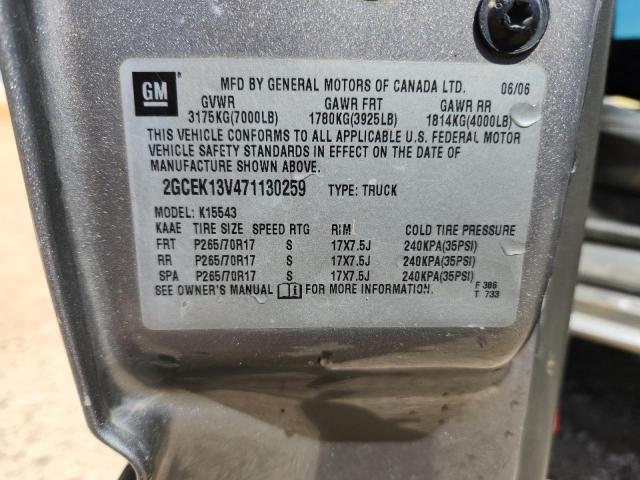 GM
MFD BY GENERAL MOTORS OF CANADA LTD. 06/06
GVWR GAWR FRT GAWR RR
3175KG(7000LB) 1780KG(3925LB) 1814KG(4000LB)
THIS VEHICLE CONFORMS TO ALL APPLICABLE U.S. FEDERAL MOTOR
VEHICLE SAFETY STANDARDS IN EFFECT ON THE DATE OF
MANUFACTURE SHOWN ABOVE.
2GCEK13V471130259 TYPE: TRUCK
MODEL: K15543
KAAE TIRE SIZE SPEED RTG RIM COLD TIRE PRESSURE
FRT P265/70R17 S 17X7.5J 240KPA(35PSI)
RR P265/70R17 S 17X7.5J 240KPA(35PSI)
SPA P265/70R17 S 17X7.5J 240KPA(35PSI)
SEE OWNER'S MANUAL FOR MORE INFORMATION. F 386
T 733